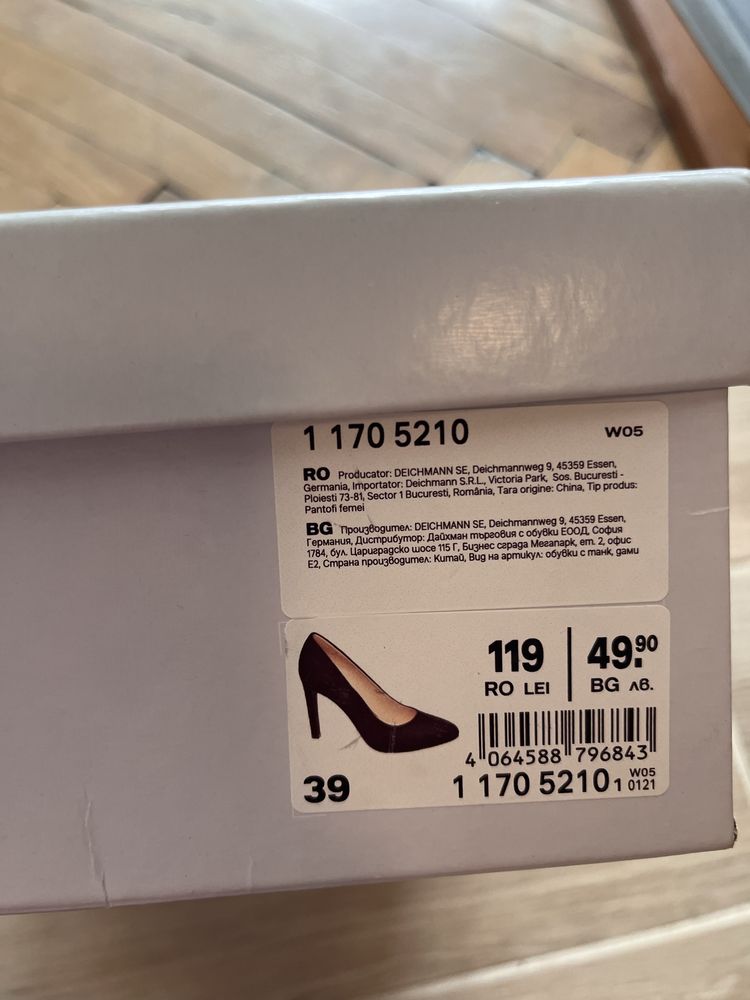 1 170 5210 W05
RO Producator: DEICHMANN SE, Deichmannweg 9, 45359 Essen,
Germania, Importator: Deichmann S.R.L., Victoria Park, Sos. Bucuresti -
Ploiesti 73-81, Sector 1 Bucuresti, România, Tara origine: China, Tip produs:
Pantofi femei
BG Производител: DEICHMANN SE, Deichmannweg 9, 45359 Essen,
Германия, Дистрибутор: Дайхман търговия с обувки ЕООД, София
1784, бул. Цариградско шосе 115 Г, Бизнес сграда Мегапарк, ет. 2, офис
Е2, Страна производител: Китай, Вид на артикул: обувки с танк, дами
119 49.90
RO LEI BG лв.
4 064588 796843
39
1 170 5210 1 W05 0121